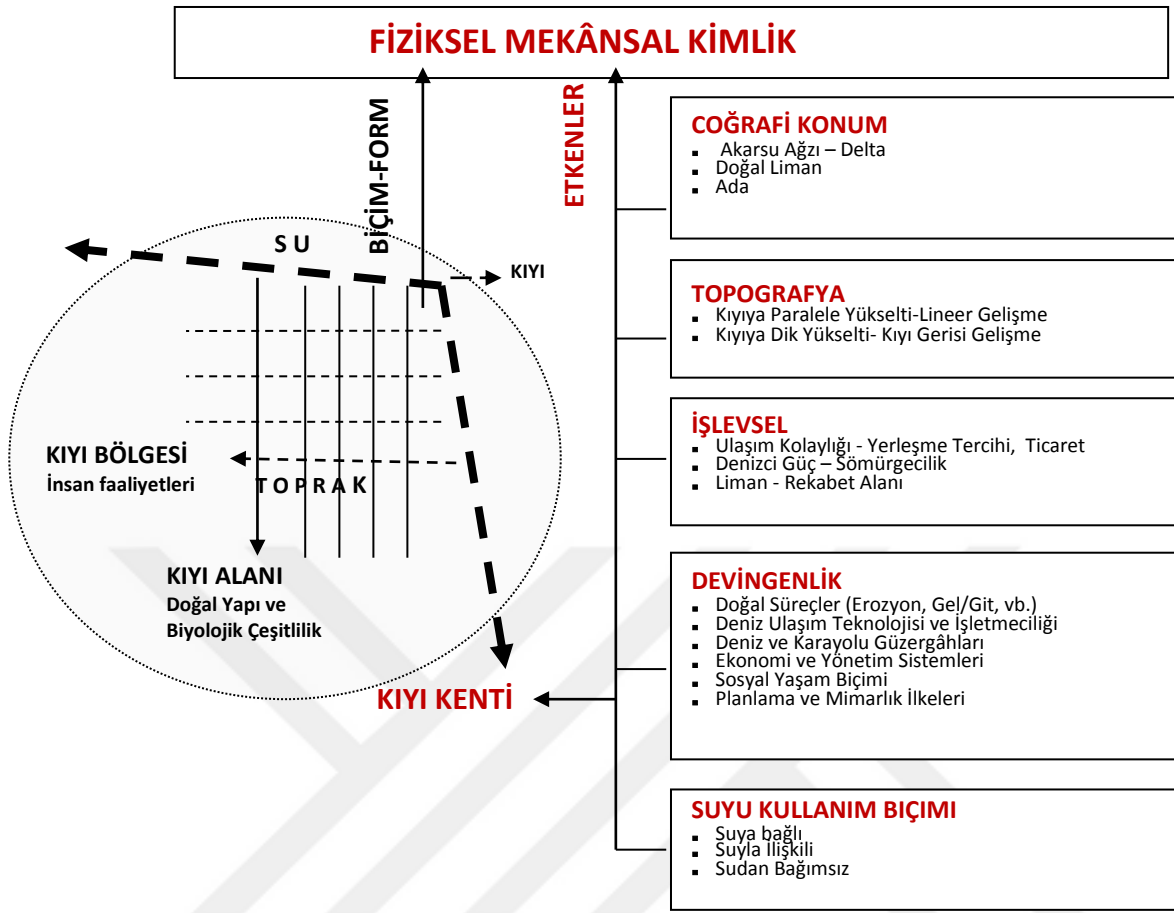 FİZİKSEL MEKÂNSAL KİMLİK
BİÇİM-FORM
ETKENLER
S U
KIYI
KIYI BÖLGESİ
İnsan faaliyetleri
T O P R A K
KIYI ALANI
Doğal Yapı ve
Biyolojik Çeşitlilik
KIYI KENTİ
COĞRAFİ KONUM
▪ Akarsu Ağzı – Delta
▪ Doğal Liman
▪ Ada
TOPOGRAFYA
▪ Kıyıya Paralele Yükselti-Lineer Gelişme
▪ Kıyıya Dik Yükselti- Kıyı Gerisi Gelişme
İŞLEVSEL
▪ Ulaşım Kolaylığı - Yerleşme Tercihi, Ticaret
▪ Denizci Güç – Sömürgecilik
▪ Liman - Rekabet Alanı
DEVİNGENLİK
▪ Doğal Süreçler (Erozyon, Gel/Git, vb.)
▪ Deniz Ulaşım Teknolojisi ve İşletmeciliği
▪ Deniz ve Karayolu Güzergâhları
▪ Ekonomi ve Yönetim Sistemleri
▪ Sosyal Yaşam Biçimi
▪ Planlama ve Mimarlık İlkeleri
SUYU KULLANIM BIÇIMI
▪ Suya bağlı
▪ Suyla İlişkili
▪ Sudan Bağımsız